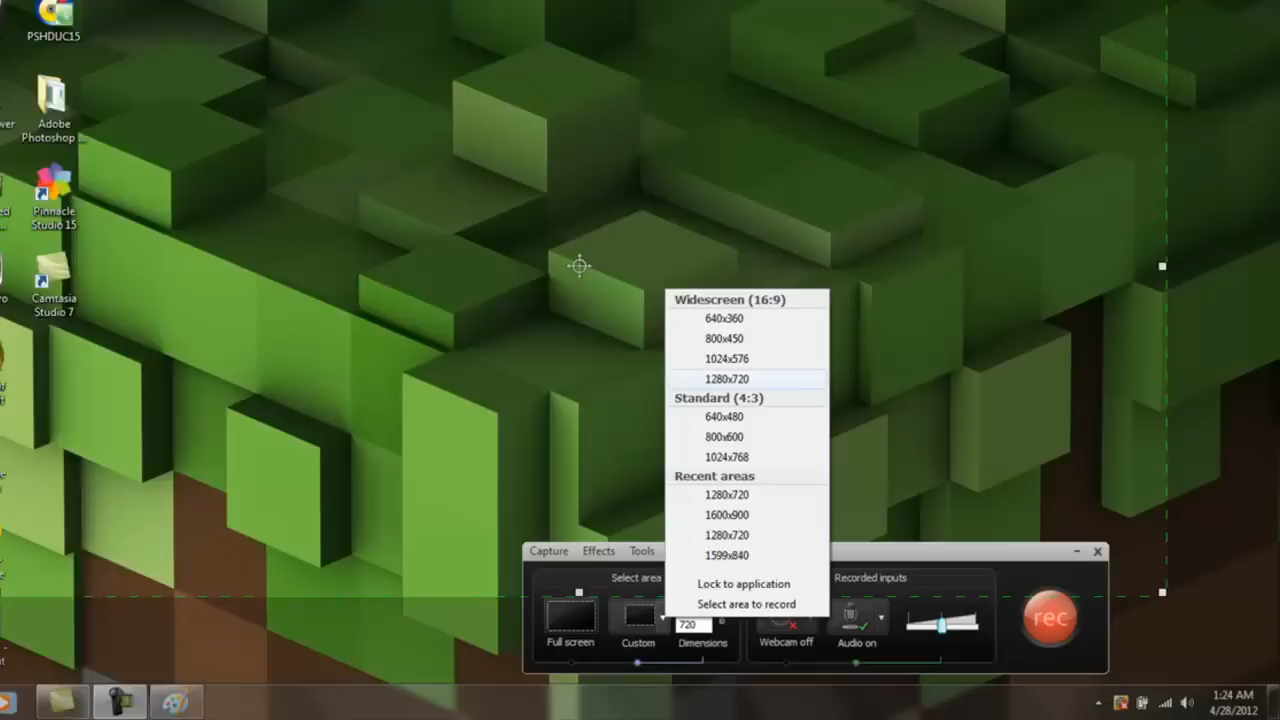 PSHDUC15
Adobe
Photoshop ...
Pinnacle
Studio 15
Camtasia
Studio 7
Widescreen (16:9)
640x360
800x450
1024x576
1280x720
Standard (4:3)
640x480
800x600
1024x768
Recent areas
1280x720
1600x900
1280x720
1599x840
Lock to application
Select area to record
Capture Effects Tools
Select area
Recorded inputs
720
rec
Full screen
Custom
Dimensions
Webcam off
Audio on
1:24 AM
4/28/2012